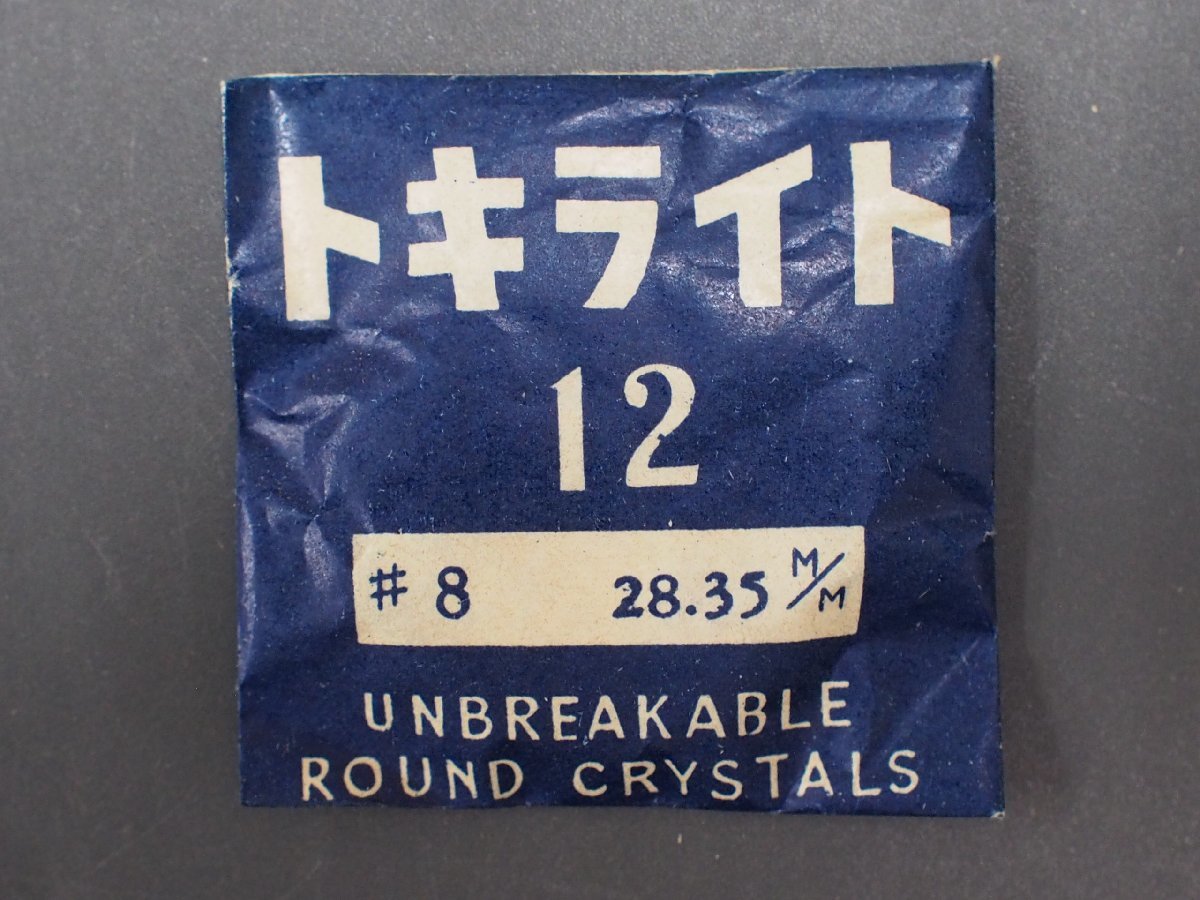 トキライト
12
# 8 28.35 M/M
UNBREAKABLE
ROUND CRYSTALS